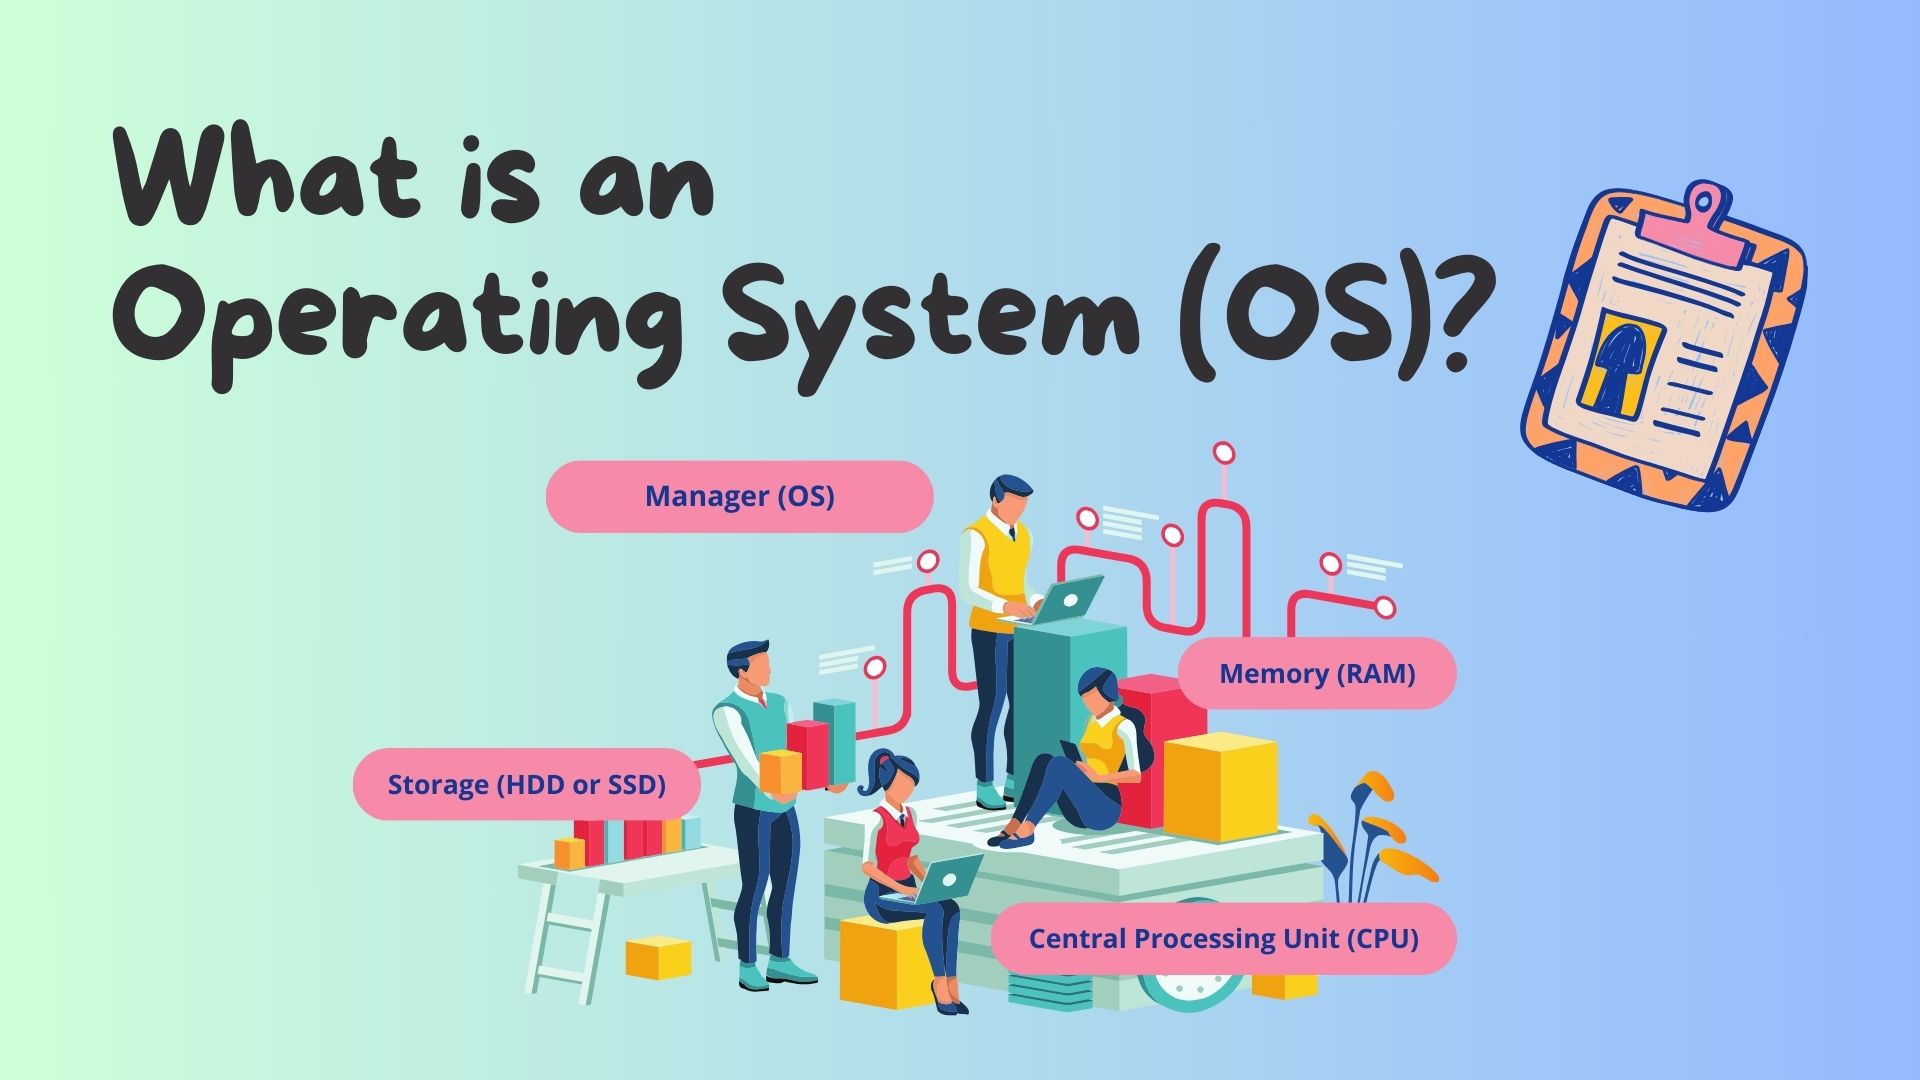 What is an
Operating System (OS)?
Manager (OS)
Memory (RAM)
Storage (HDD or SSD)
Central Processing Unit (CPU)